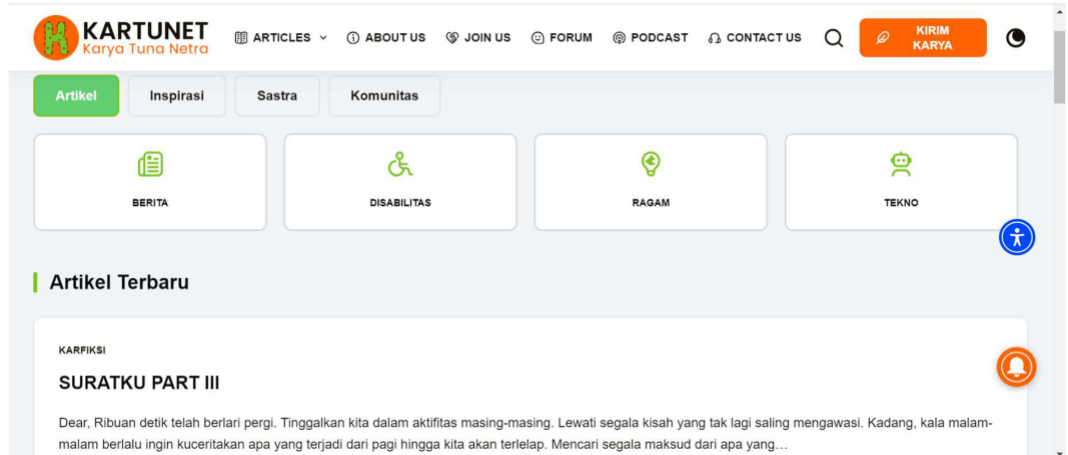 KARTUNET
Karya Tuna Netra
ARTICLES
ABOUT US
JOIN US
FORUM
PODCAST
CONTACT US
KIRIM
KARYA
Artikel
Inspirasi
Sastra
Komunitas
BERITA
DISABILITAS
RAGAM
TEKNO
Artikel Terbaru
KARFIKSI
SURATKU PART III
Dear, Ribuan detik telah berlari pergi. Tinggalkan kita dalam aktifitas masing-masing. Lewati segala kisah yang tak lagi saling mengawasi. Kadang, kala malam-
malam berlalu ingin kuceritakan apa yang terjadi dari pagi hingga kita akan terlelap. Mencari segala maksud dari apa yang…